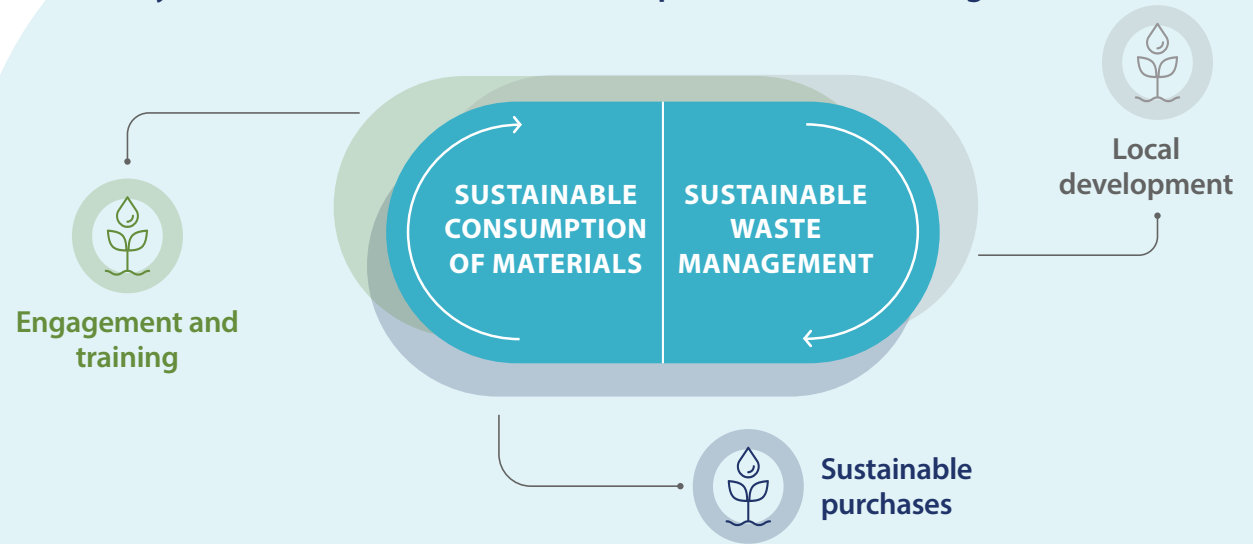 SUSTAINABLE
CONSUMPTION
OF MATERIALS
SUSTAINABLE
WASTE
MANAGEMENT
Local
development
Engagement and
training
Sustainable
purchases